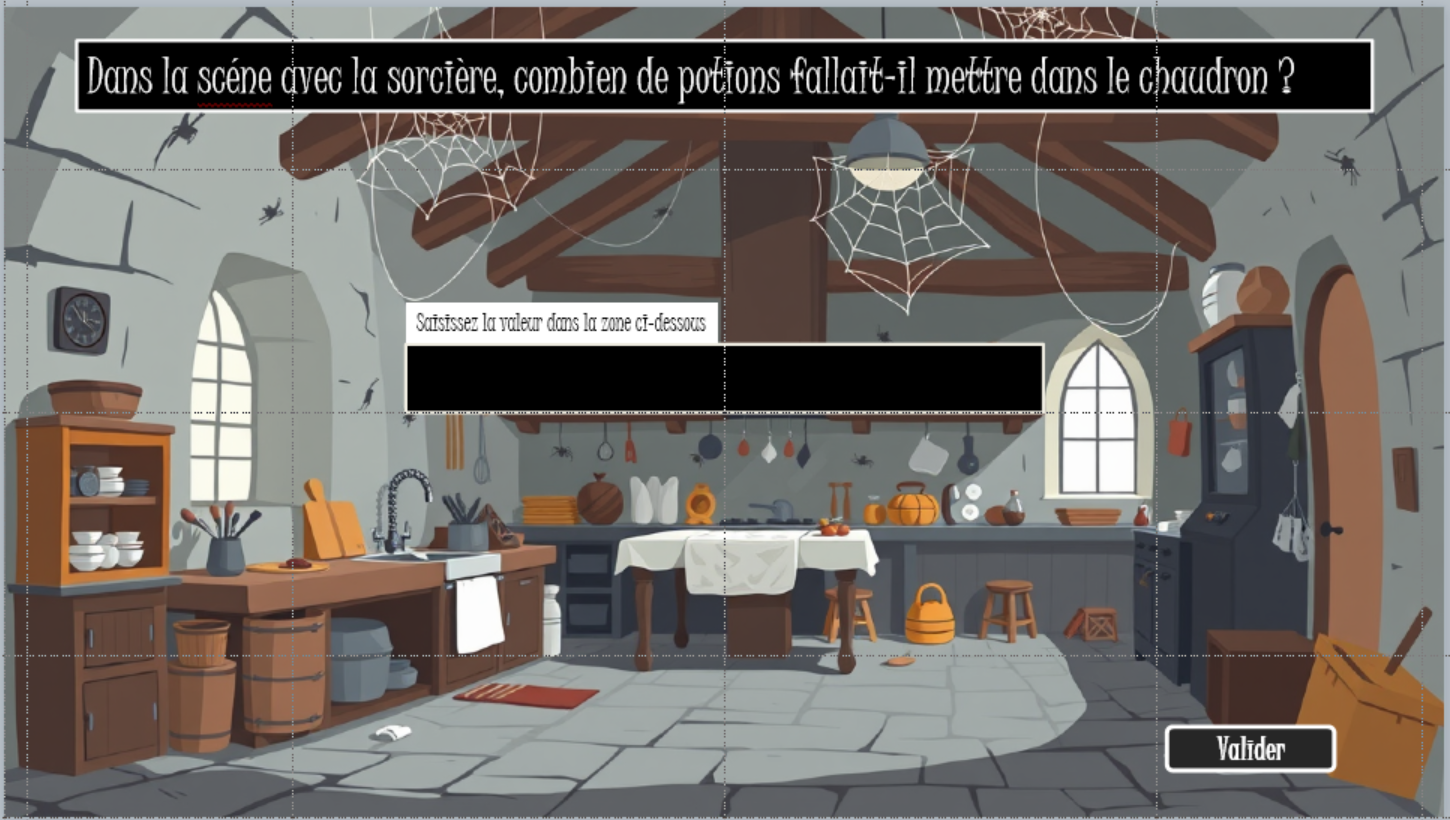 Dans la scéne avec la sorcière, combien de potions fallait-il mettre dans le chaudron ?
Saisissez la valeur dans la zone ci-dessous
Valider